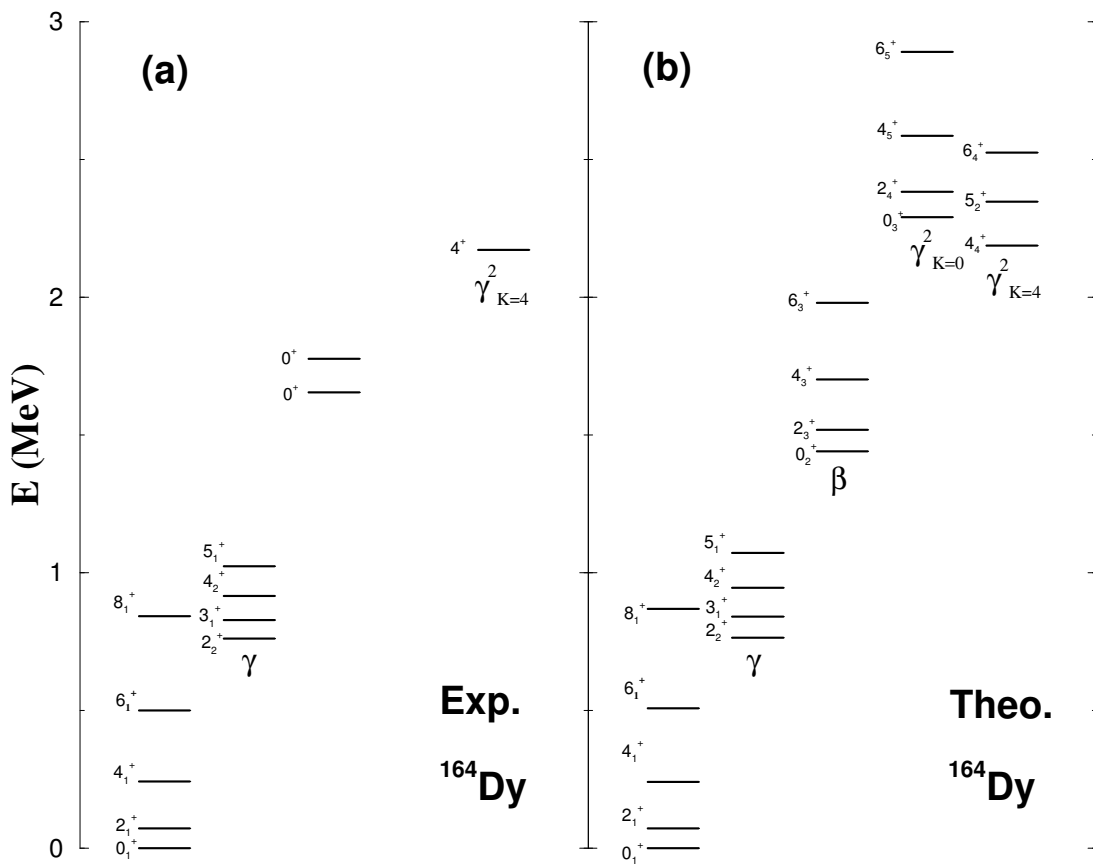 E (MeV)
3
2
1
0
(a)
4⁺
γ²K=4
0⁺
0⁺
5₁⁺
4₂⁺
3₁⁺
2₂⁺
γ
8₁⁺
6₁⁺
4₁⁺
2₁⁺
0₁⁺
Exp.
¹⁶⁴Dy
(b)
6₅⁺
4₅⁺
2₄⁺
0₃⁺
γ²K=0
6₄⁺
5₂⁺
4₄⁺
γ²K=4
6₃⁺
4₃⁺
2₃⁺
0₂⁺
β
5₁⁺
4₂⁺
3₁⁺
2₂⁺
γ
8₁⁺
6₁⁺
4₁⁺
2₁⁺
0₁⁺
Theo.
¹⁶⁴Dy